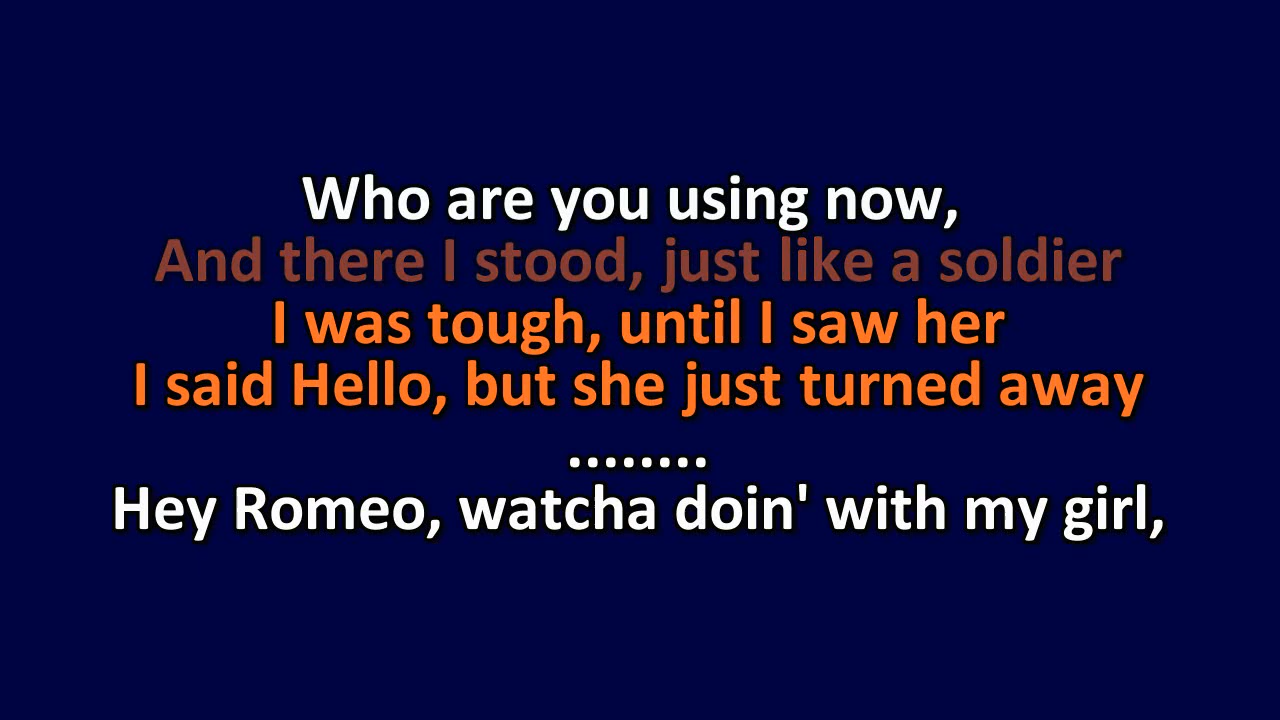 Who are you using now,
And there I stood, just like a soldier
I was tough, until I saw her
I said Hello, but she just turned away
........
Hey Romeo, watcha doin' with my girl,